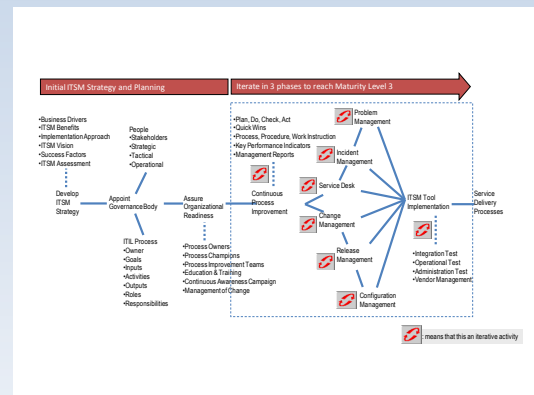 Initial ITSM Strategy and Planning
Iterate in 3 phases to reach Maturity Level 3
•Business Drivers
•ITSM Benefits
•Implementation Approach
•ITSM Vision
•Success Factors
•ITSM Assessment
Develop
ITSM
Strategy
People
•Stakeholders
•Strategic
•Tactical
•Operational
Appoint
Governance Body
ITIL Process
•Owner
•Goals
•Inputs
•Activities
•Outputs
•Roles
•Responsibilities
Assure
Organizational
Readiness
•Process Owners
•Process Champions
•Process Improvement Teams
•Education & Training
•Continuous Awareness Campaign
•Management of Change
•Plan, Do, Check, Act
•Quick Wins
•Process, Procedure, Work Instruction
•Key Performance Indicators
•Management Reports
Continuous
Process
Improvement
Problem
Management
Incident
Management
Service Desk
Change
Management
Release
Management
Configuration
Management
ITSM Tool
Implementation
•Integration Test
•Operational Test
•Administration Test
•Vendor Management
Service
Delivery
Processes
: means that this an iterative activity